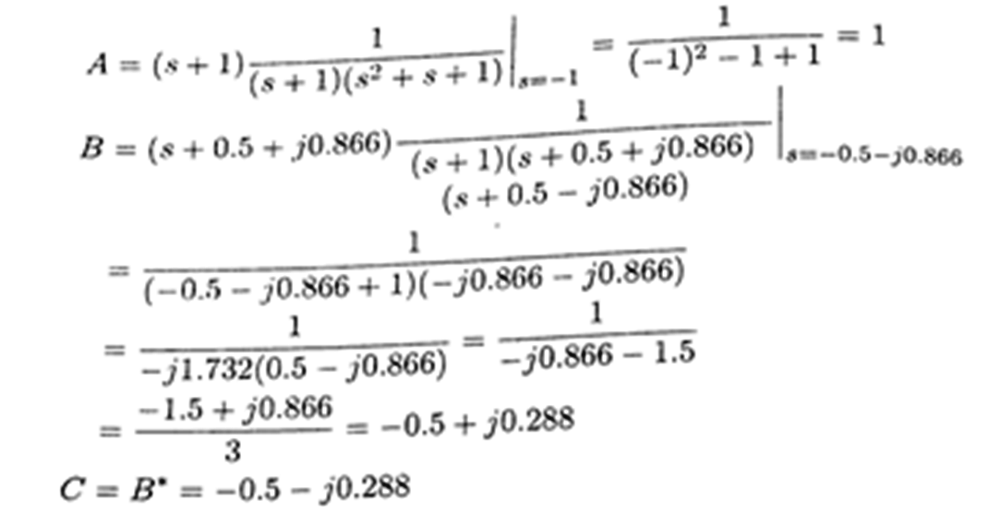 A = (s + 1) \frac{1}{(s + 1)(s² + s + 1)} |_{s=-1} = \frac{1}{(-1)² - 1 + 1} = 1
B = (s + 0.5 + j0.866) \frac{1}{(s + 1)(s + 0.5 + j0.866)(s + 0.5 - j0.866)} |_{s=-0.5-j0.866}
= \frac{1}{(-0.5 - j0.866 + 1)(-j0.866 - j0.866)}
= \frac{1}{-j1.732(0.5 - j0.866)} = \frac{1}{-j0.866 - 1.5}
= \frac{-1.5 + j0.866}{3} = -0.5 + j0.288
C = B* = -0.5 - j0.288